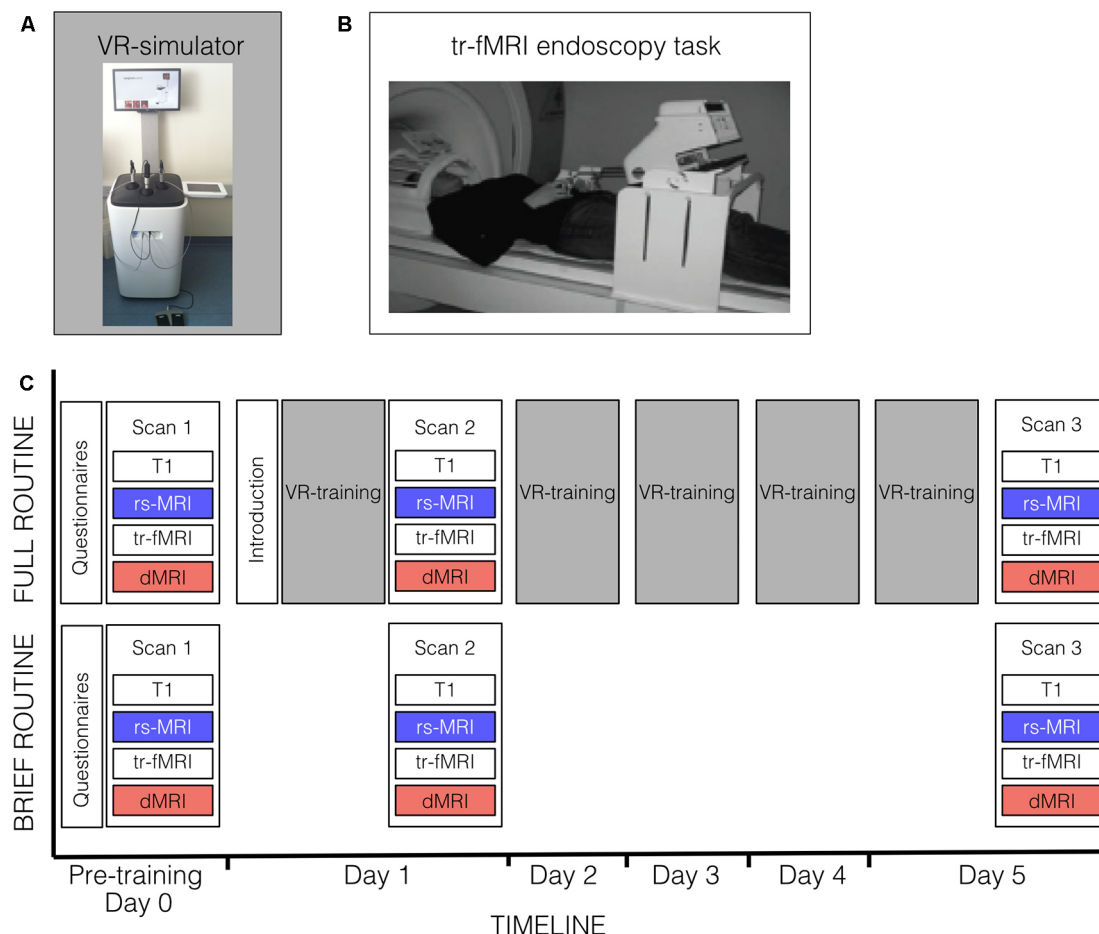 A
VR-simulator
B
tr-fMRI endoscopy task
C
FULL ROUTINE
Questionnaires
Scan 1
T1
rs-MRI
tr-fMRI
dMRI
Introduction
VR-training
Scan 2
T1
rs-MRI
tr-fMRI
dMRI
VR-training
VR-training
VR-training
VR-training
Scan 3
T1
rs-MRI
tr-fMRI
dMRI
BRIEF ROUTINE
Questionnaires
Scan 1
T1
rs-MRI
tr-fMRI
dMRI
Scan 2
T1
rs-MRI
tr-fMRI
dMRI
Scan 3
T1
rs-MRI
tr-fMRI
dMRI
Pre-training
Day 0
Day 1
Day 2
Day 3
Day 4
Day 5
TIMELINE